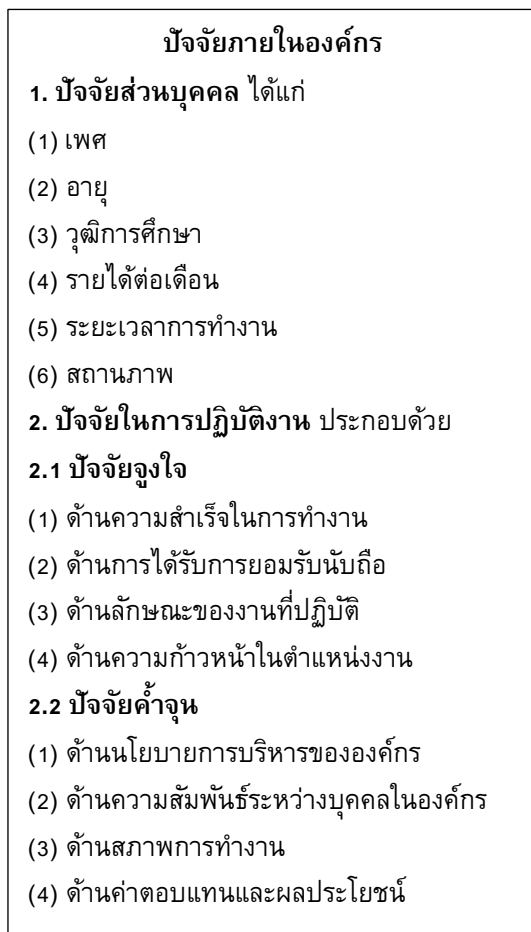 ปัจจัยภายในองค์กร
1. ปัจจัยส่วนบุคคล ได้แก่
(1) เพศ
(2) อายุ
(3) วุฒิการศึกษา
(4) รายได้ต่อเดือน
(5) ระยะเวลาการทำงาน
(6) สถานภาพ
2. ปัจจัยในการปฏิบัติงาน ประกอบด้วย
2.1 ปัจจัยจูงใจ
(1) ด้านความสำเร็จในการทำงาน
(2) ด้านการได้รับการยอมรับนับถือ
(3) ด้านลักษณะของงานที่ปฏิบัติ
(4) ด้านความก้าวหน้าในตำแหน่งงาน
2.2 ปัจจัยค้ำจุน
(1) ด้านนโยบายการบริหารขององค์กร
(2) ด้านความสัมพันธ์ระหว่างบุคคลในองค์กร
(3) ด้านสภาพการทำงาน
(4) ด้านค่าตอบแทนและผลประโยชน์